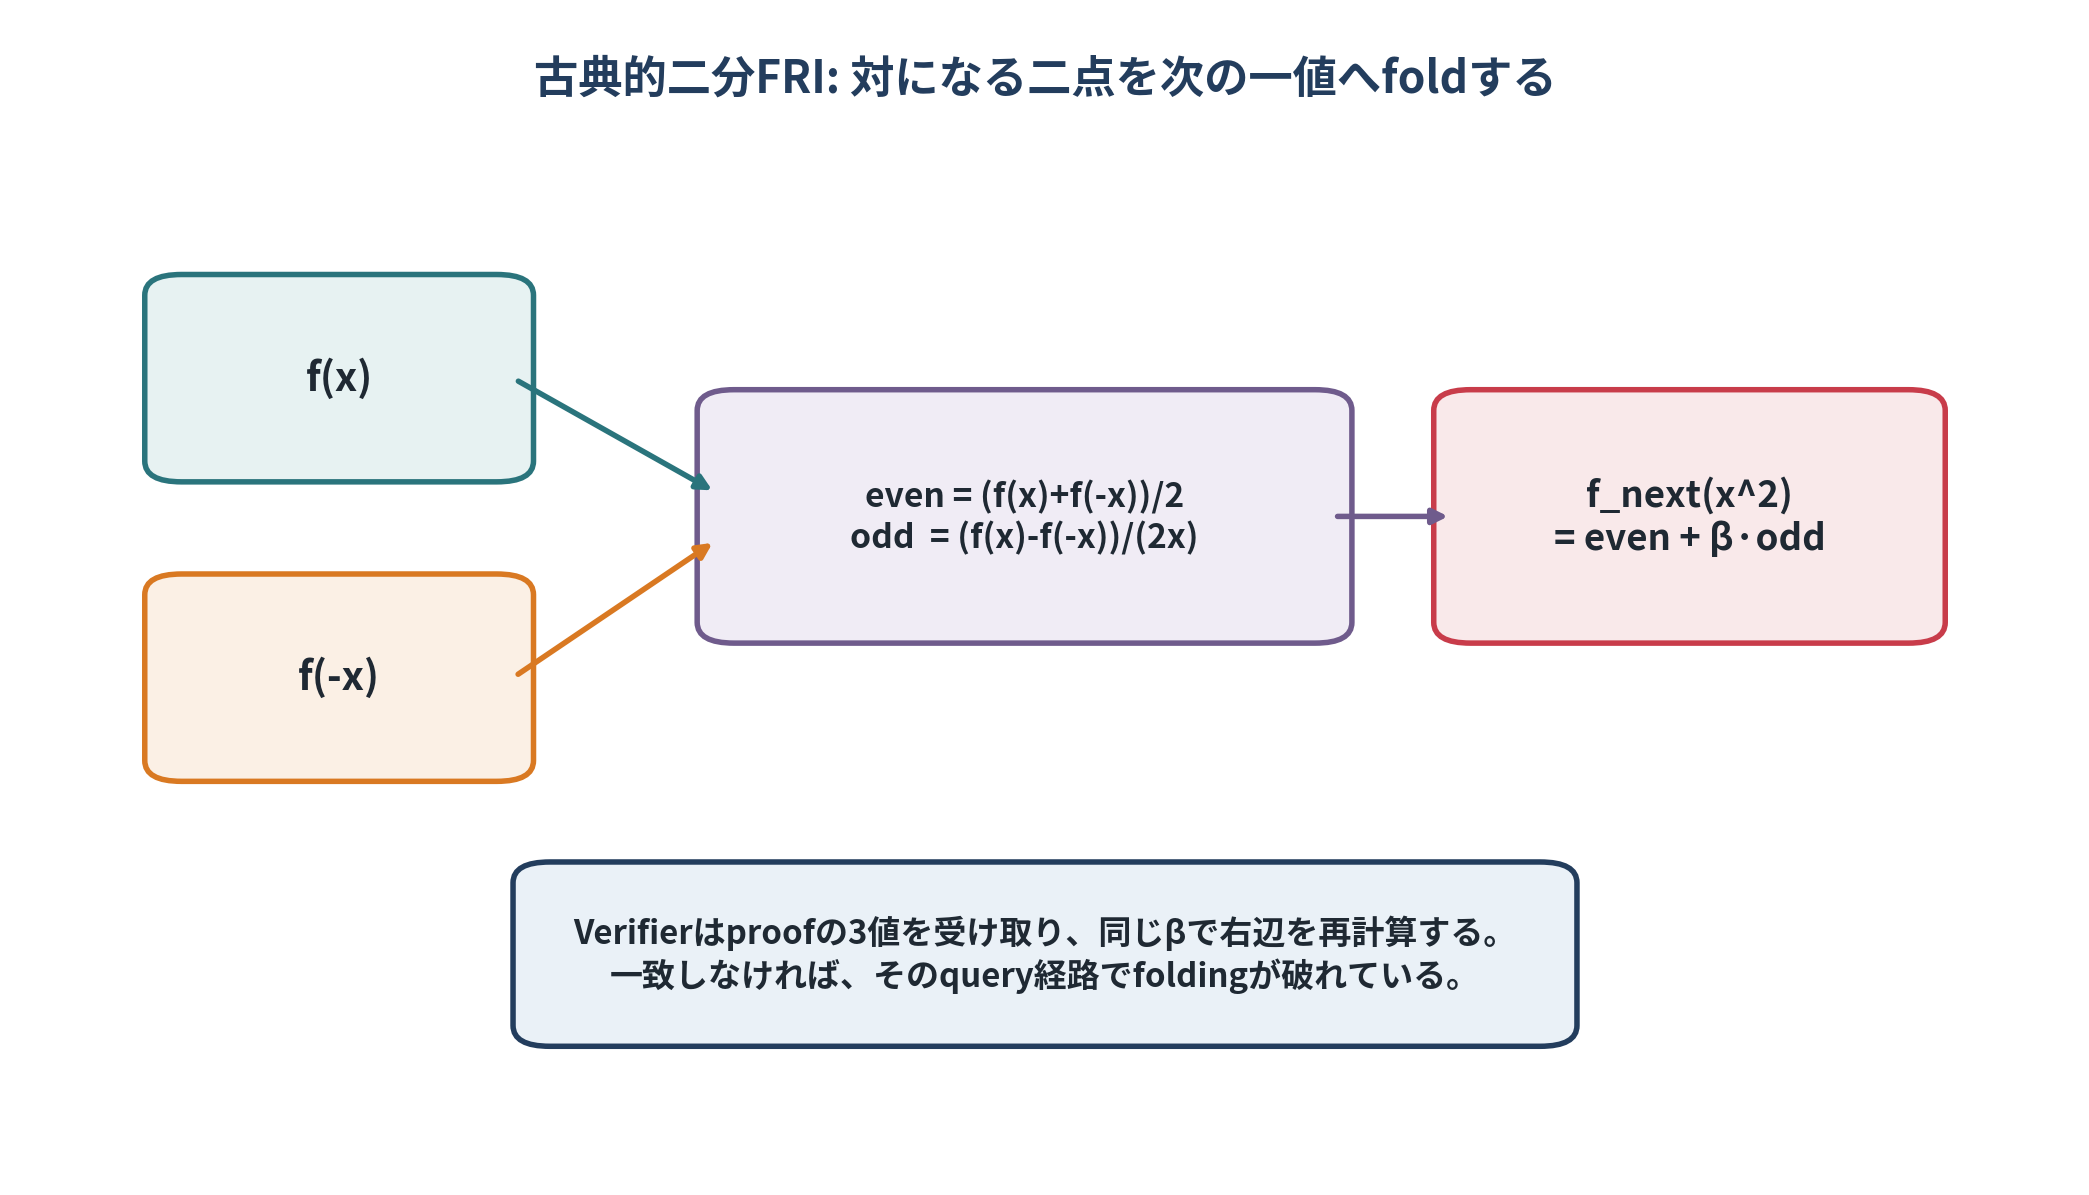 古典的二分FRI: 対になる二点を次の一値へfoldする
f(x)
f(-x)
even = (f(x)+f(-x))/2
odd  = (f(x)-f(-x))/(2x)
f_next(x^2)
= even + β·odd
Verifierはproofの3値を受け取り、同じβで右辺を再計算する。
一致しなければ、そのquery経路でfoldingが破れている。